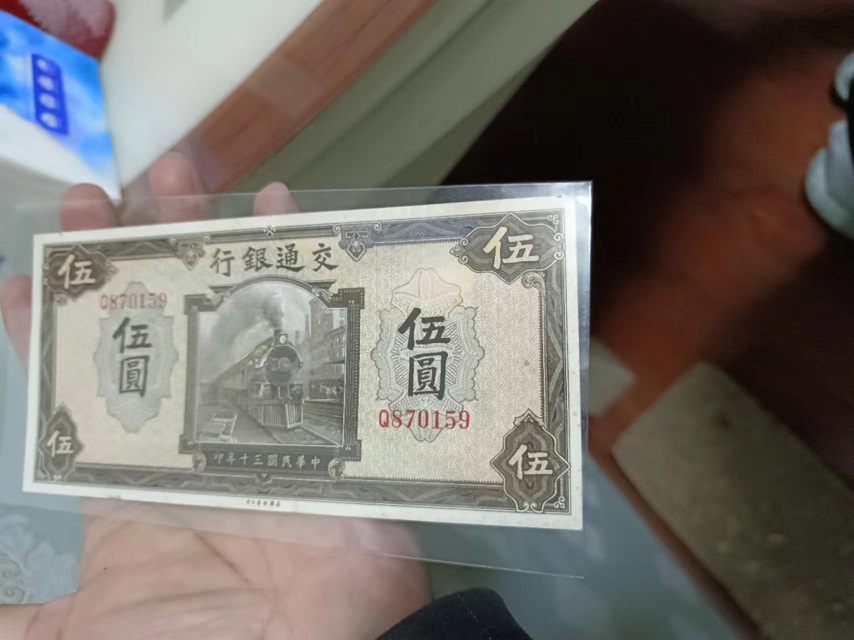 伍
行銀通交
伍
Q870159
伍圓
伍圓
Q870159
伍
印年十三國民華中
伍